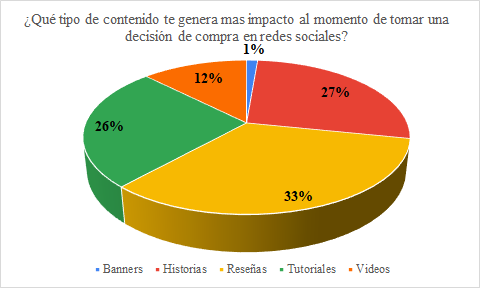 ¿Qué tipo de contenido te genera mas impacto al momento de tomar una
decisión de compra en redes sociales?
1%
27%
12%
26%
33%
Banners Historias Reseñas Tutoriales Videos